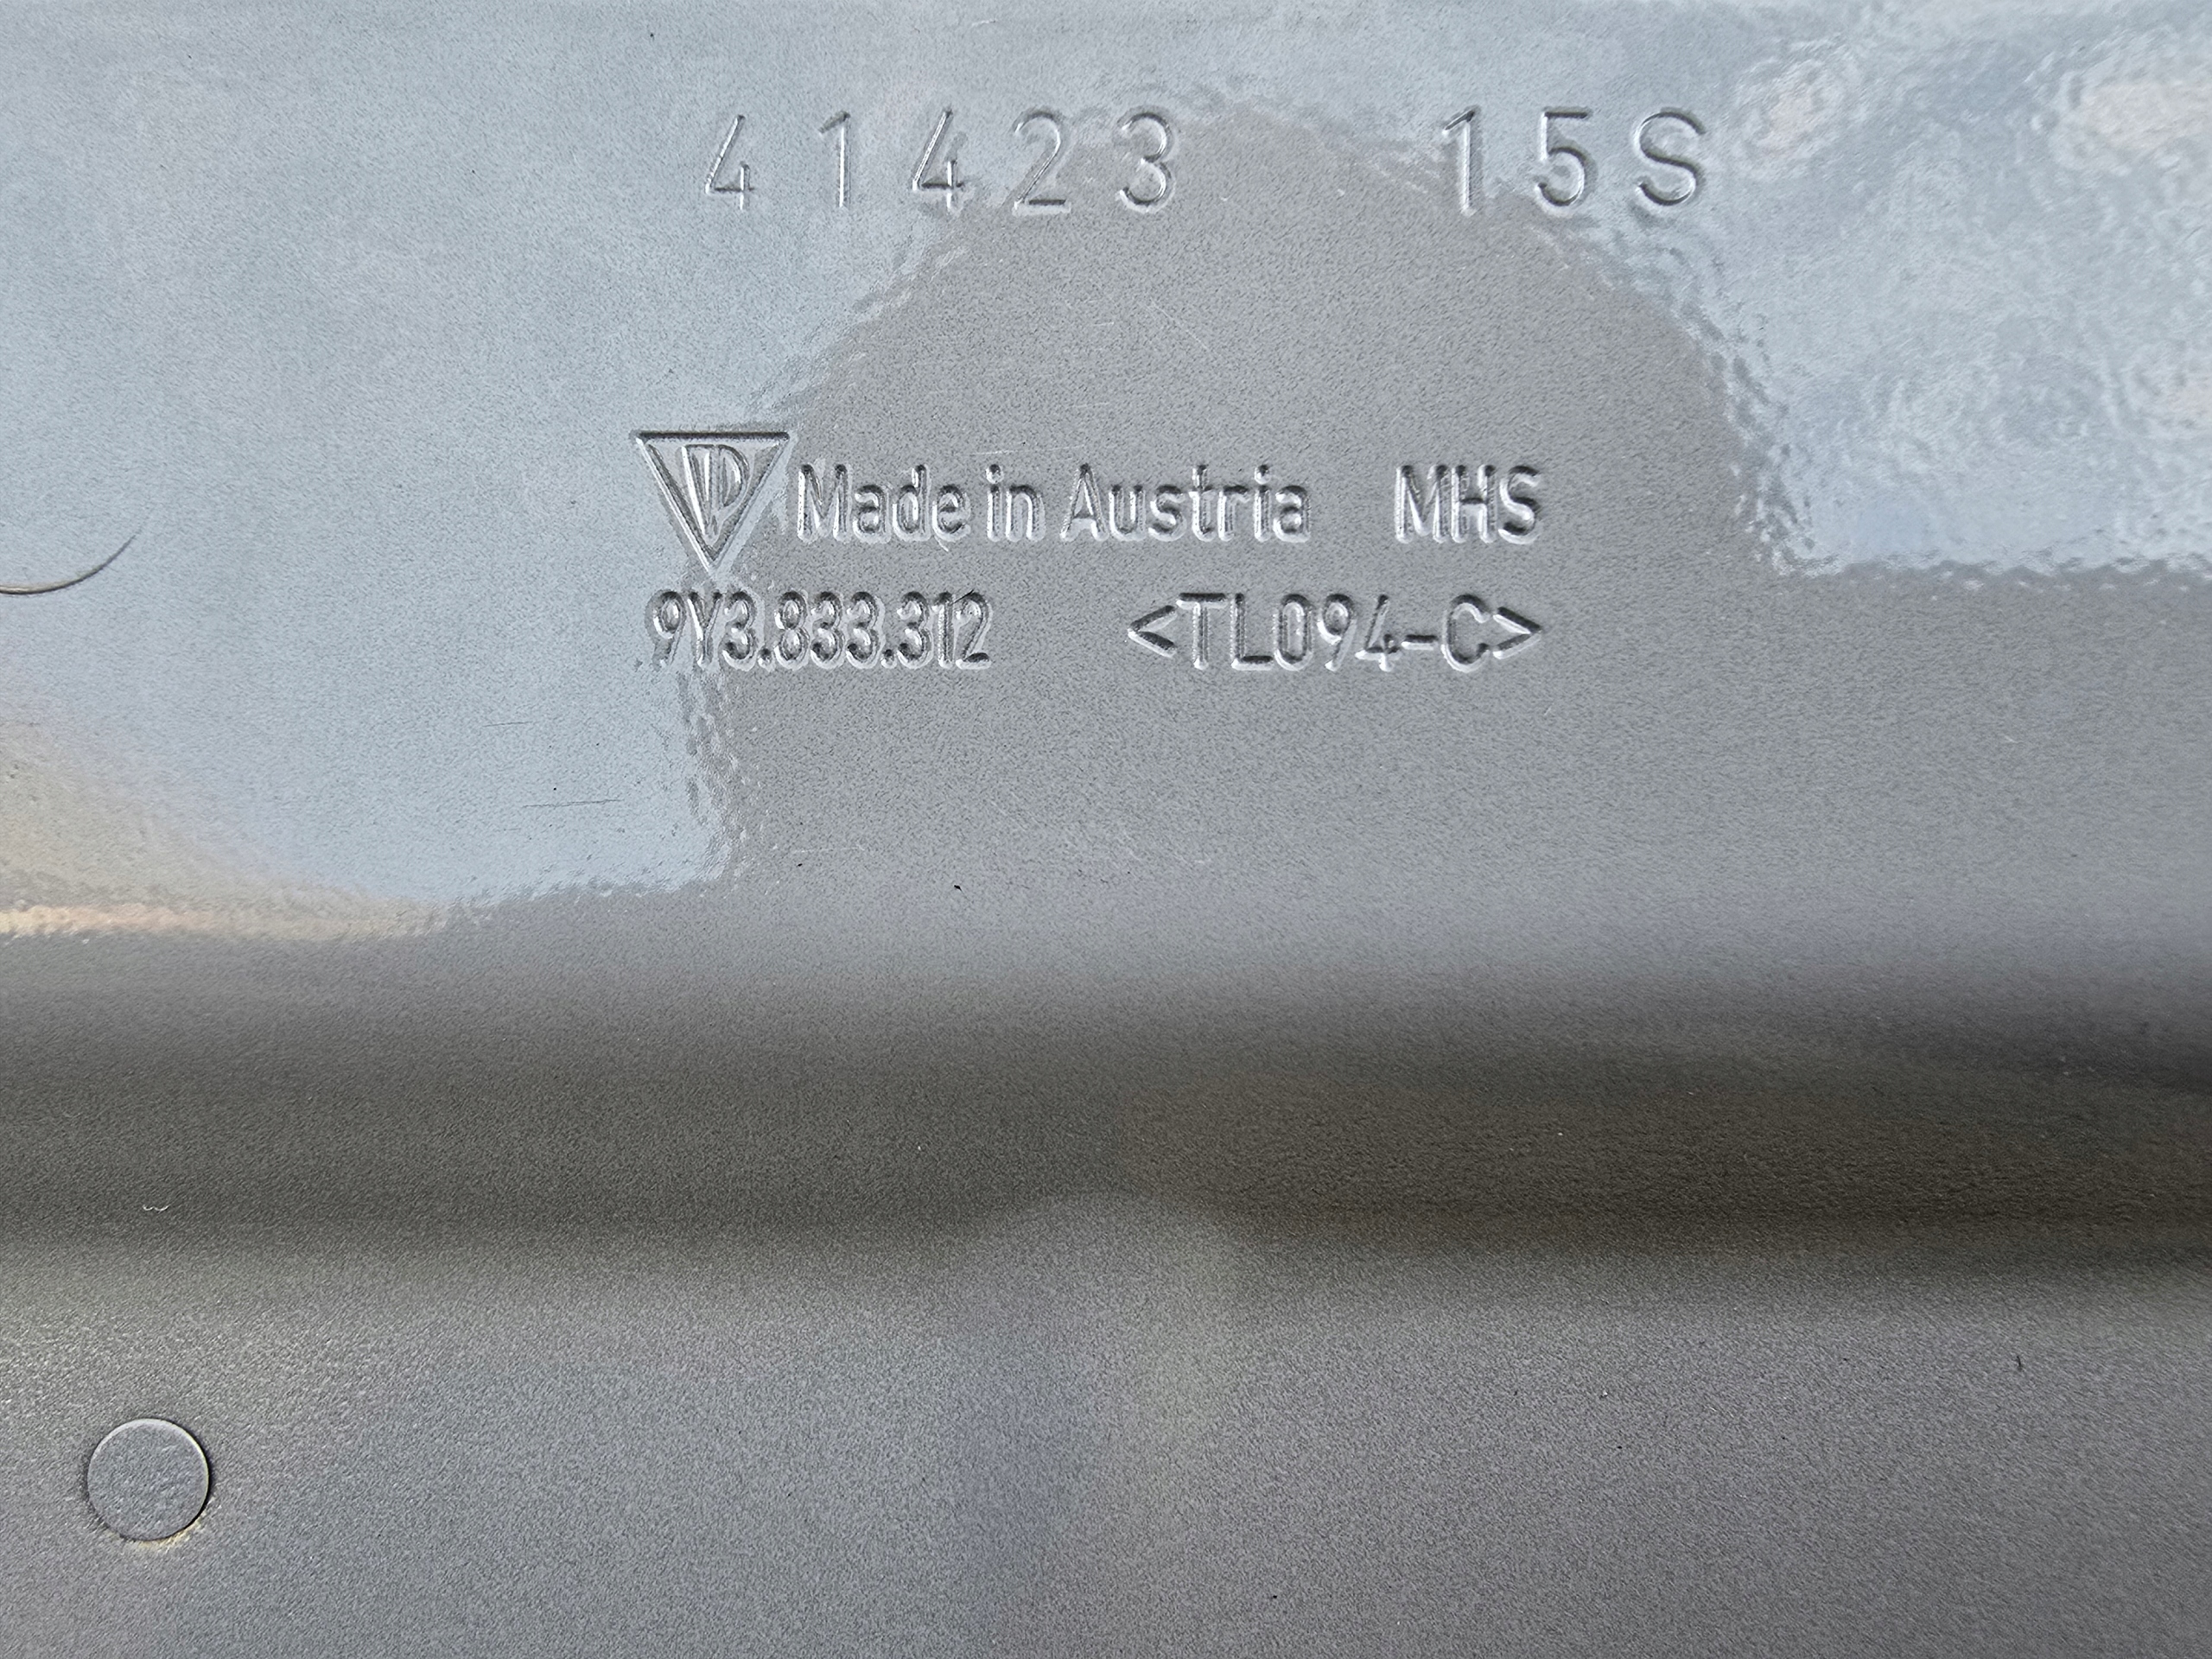 41423 15S
Made in Austria MHS
9Y3.833.312 <TL094-C>